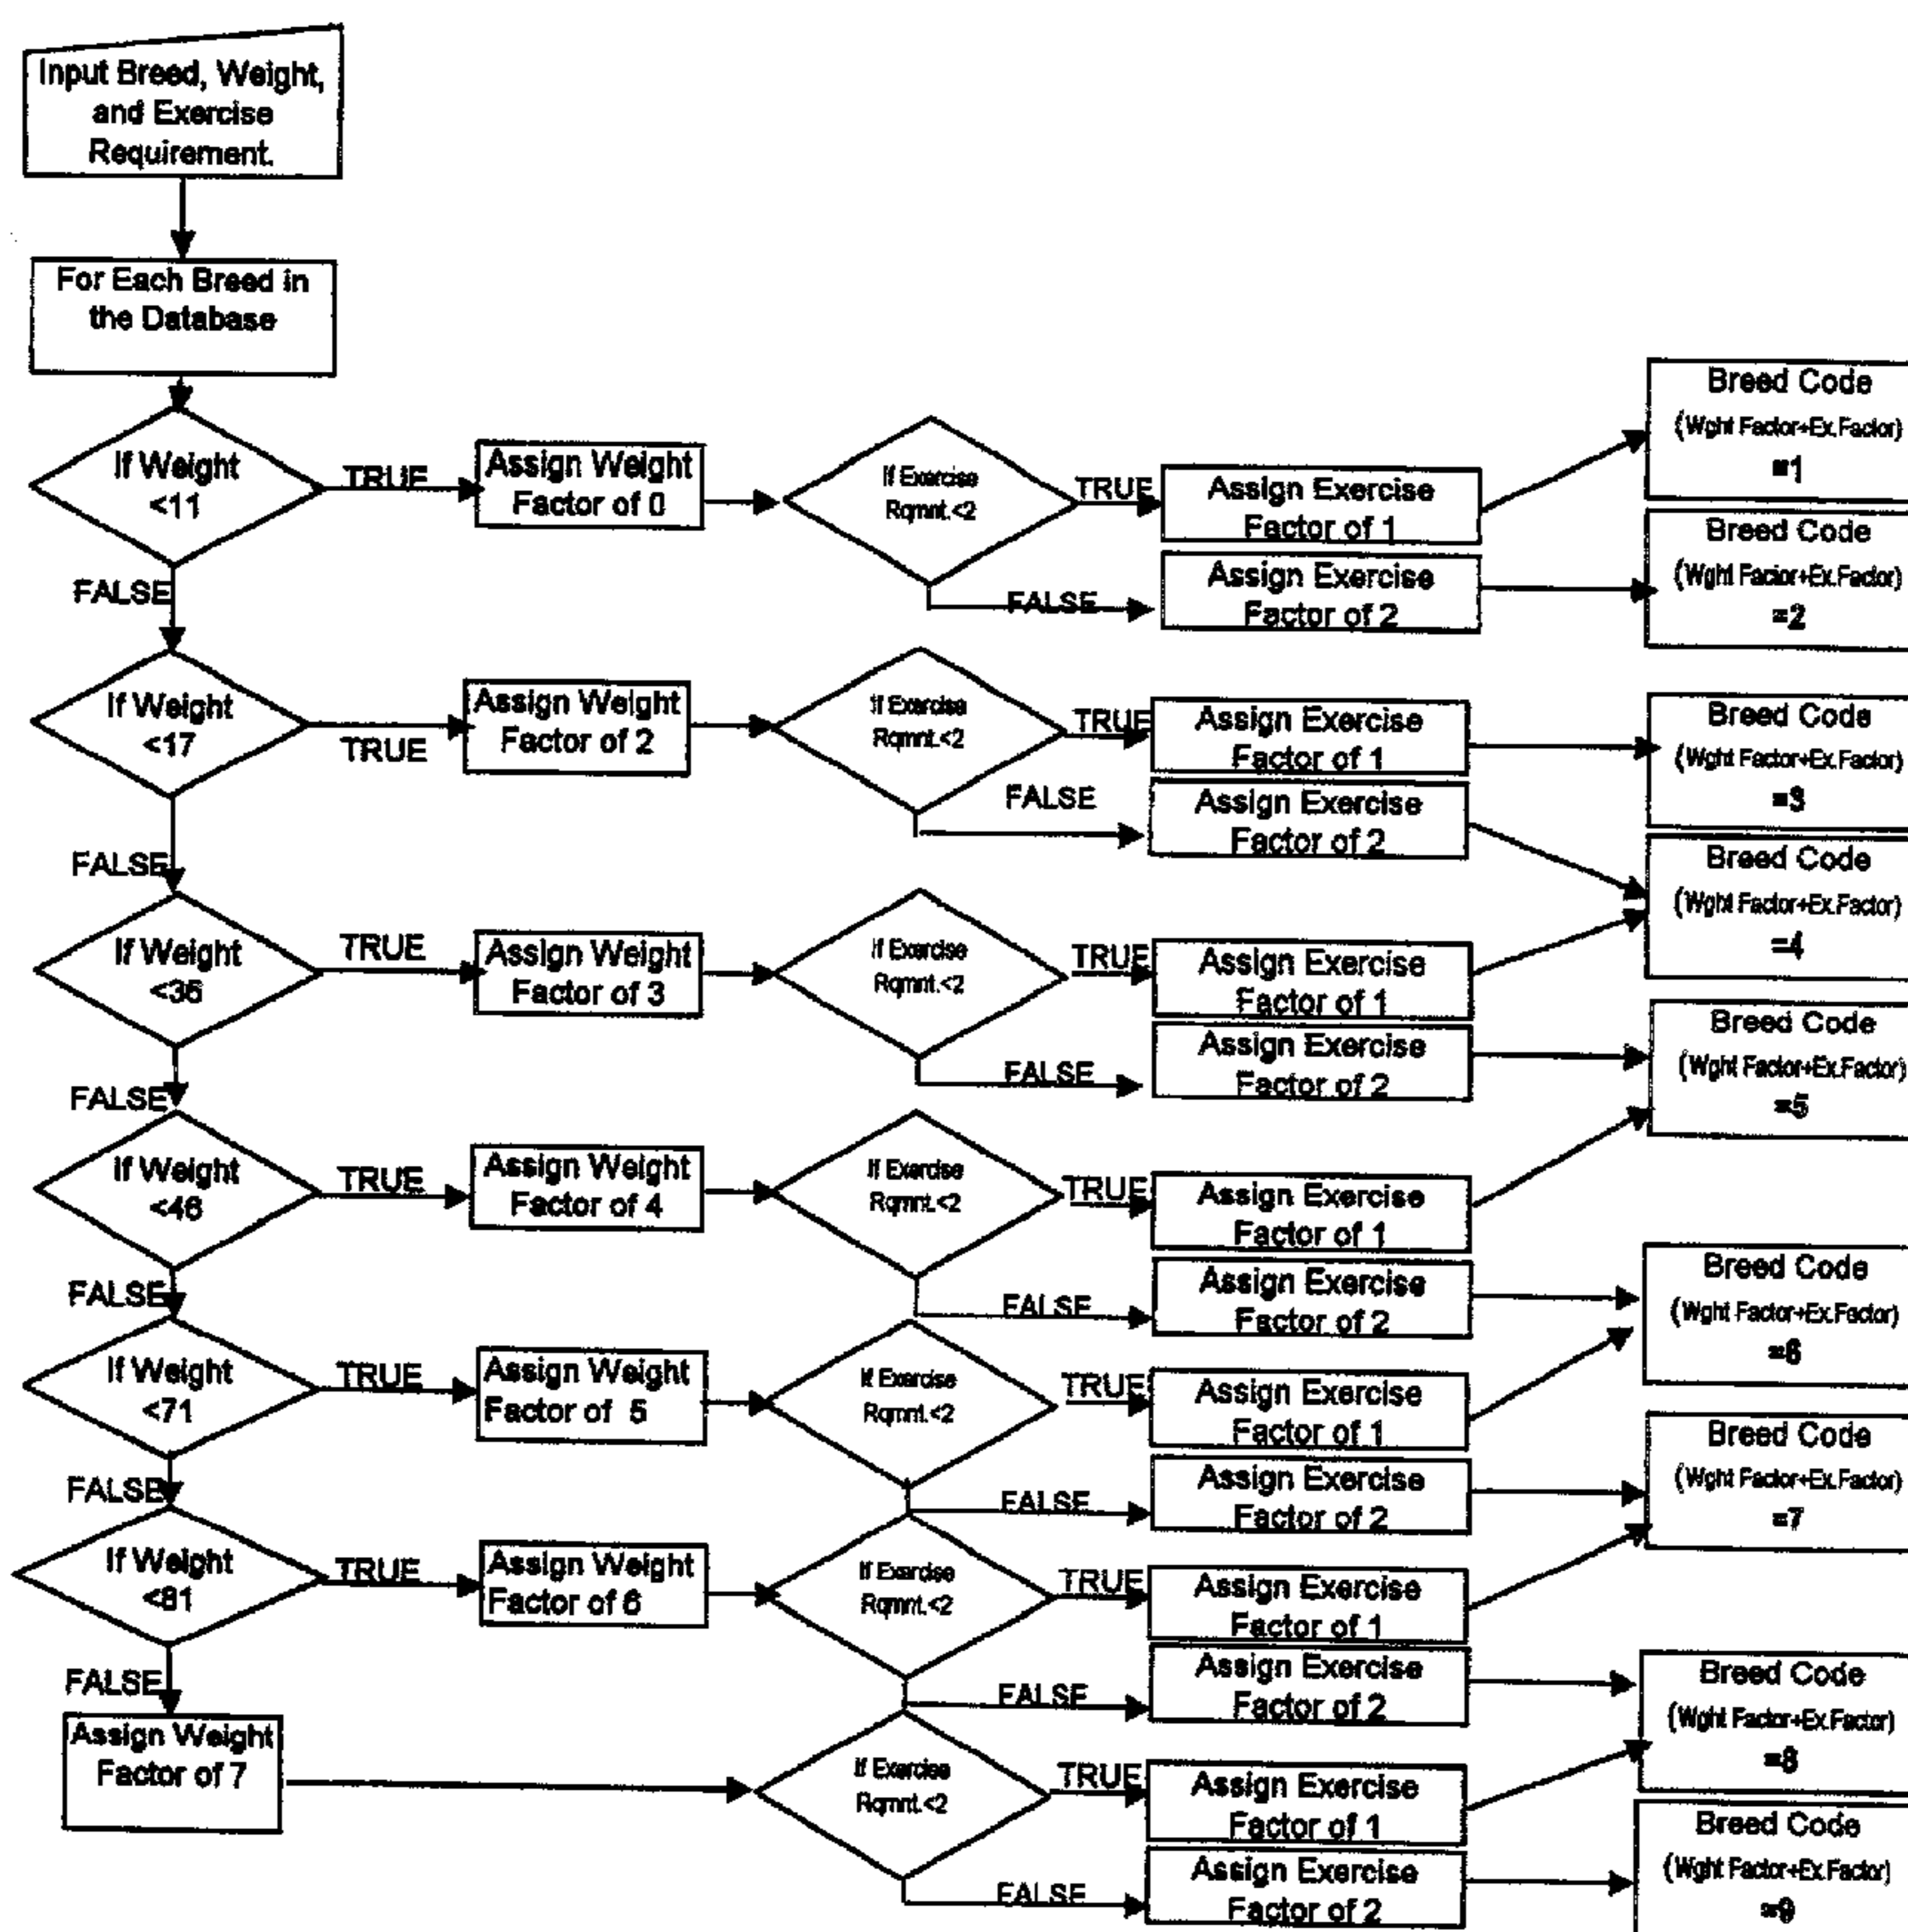 Input Breed, Weight,
and Exercise
Requirement.
For Each Breed in
the Database
If Weight
<11
TRUE
Assign Weight
Factor of 0
If Exercise
Rqmnt.<2
TRUE
Assign Exercise
Factor of 1
Breed Code
(Wght Factor+Ex.Factor)
=1
FALSE
Assign Exercise
Factor of 2
Breed Code
(Wght Factor+Ex.Factor)
=2
FALSE
If Weight
<17
TRUE
Assign Weight
Factor of 2
If Exercise
Rqmnt.<2
TRUE
Assign Exercise
Factor of 1
Breed Code
(Wght Factor+Ex.Factor)
=3
FALSE
Assign Exercise
Factor of 2
Breed Code
(Wght Factor+Ex.Factor)
=4
FALSE
If Weight
<36
TRUE
Assign Weight
Factor of 3
If Exercise
Rqmnt.<2
TRUE
Assign Exercise
Factor of 1
FALSE
Assign Exercise
Factor of 2
Breed Code
(Wght Factor+Ex.Factor)
=5
FALSE
If Weight
<46
TRUE
Assign Weight
Factor of 4
If Exercise
Rqmnt.<2
TRUE
Assign Exercise
Factor of 1
FALSE
Assign Exercise
Factor of 2
Breed Code
(Wght Factor+Ex.Factor)
=6
FALSE
If Weight
<71
TRUE
Assign Weight
Factor of 5
If Exercise
Rqmnt.<2
TRUE
Assign Exercise
Factor of 1
FALSE
Assign Exercise
Factor of 2
Breed Code
(Wght Factor+Ex.Factor)
=7
FALSE
If Weight
<81
TRUE
Assign Weight
Factor of 6
If Exercise
Rqmnt.<2
TRUE
Assign Exercise
Factor of 1
FALSE
Assign Exercise
Factor of 2
Breed Code
(Wght Factor+Ex.Factor)
=8
FALSE
Assign Weight
Factor of 7
If Exercise
Rqmnt.<2
TRUE
Assign Exercise
Factor of 1
FALSE
Assign Exercise
Factor of 2
Breed Code
(Wght Factor+Ex.Factor)
=9